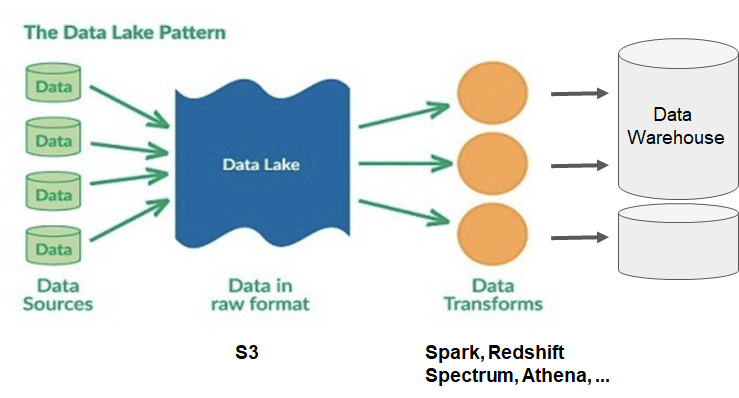 The Data Lake Pattern
Data
Data
Data
Data
Data Lake
Data
Warehouse
Data
Sources
Data in
raw format
Data
Transforms
S3
Spark, Redshift
Spectrum, Athena, ...